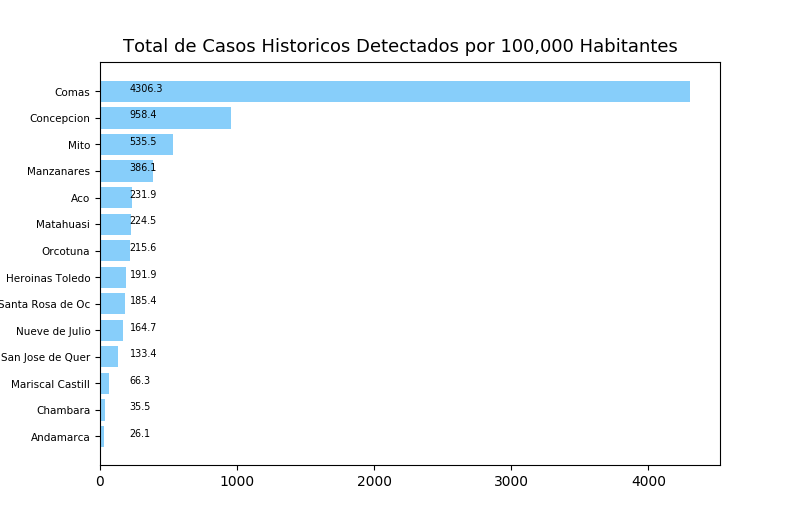 Total de Casos Historicos Detectados por 100,000 Habitantes
Comas 4306.3
Concepcion 958.4
Mito 535.5
Manzanares 386.1
Aco 231.9
Matahuasi 224.5
Orcotuna 215.6
Heroinas Toledo 191.9
Santa Rosa de Oc 185.4
Nueve de Julio 164.7
San Jose de Quer 133.4
Mariscal Castill 66.3
Chambara 35.5
Andamarca 26.1
0 1000 2000 3000 4000